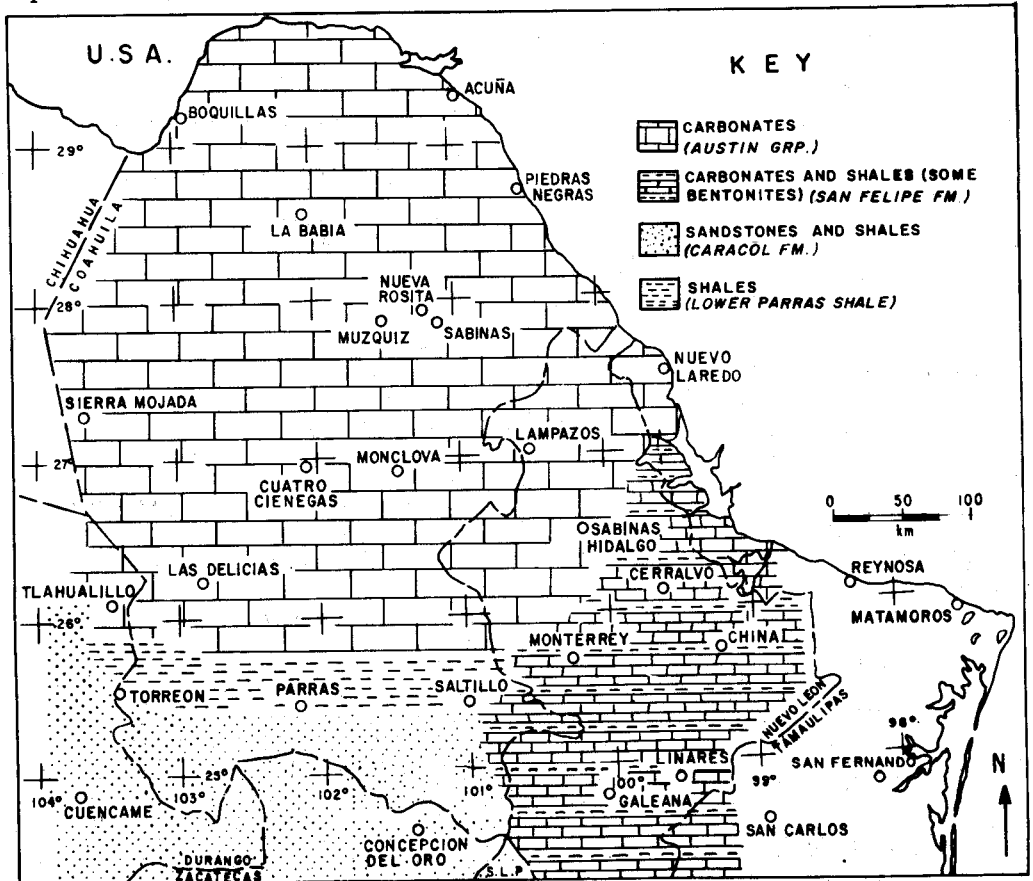 U.S.A.
KEY
ACUÑA
BOQUILLAS
CARBONATES
(AUSTIN GRP.)
29°
CARBONATES AND SHALES (SOME
BENTONITES) (SAN FELIPE FM.)
PIEDRAS
NEGRAS
LA BABIA
SANDSTONES AND SHALES
(CARACOL FM.)
CHIHUAHUA
COAHUILA
NUEVA
ROSITA
SHALES
(LOWER PARRAS SHALE)
28°
MUZQUIZ
SABINAS
NUEVO
LAREDO
SIERRA MOJADA
LAMPAZOS
27°
MONCLOVA
CUATRO
CIENEGAS
0 50 100
km
SABINAS
HIDALGO
LAS DELICIAS
CERRALVO
REYNOSA
TLAHUALILLO
MATAMOROS
26°
MONTERREY
CHINA
TORREON
PARRAS
SALTILLO
NUEVO LEON
TAMAULIPAS
98°
LINARES
99°
SAN FERNANDO
N
25°
104°
103°
102°
101°
100°
CUENCAME
GALEANA
SAN CARLOS
CONCEPCION
DEL ORO
DURANGO
ZACATECAS
S.L.P